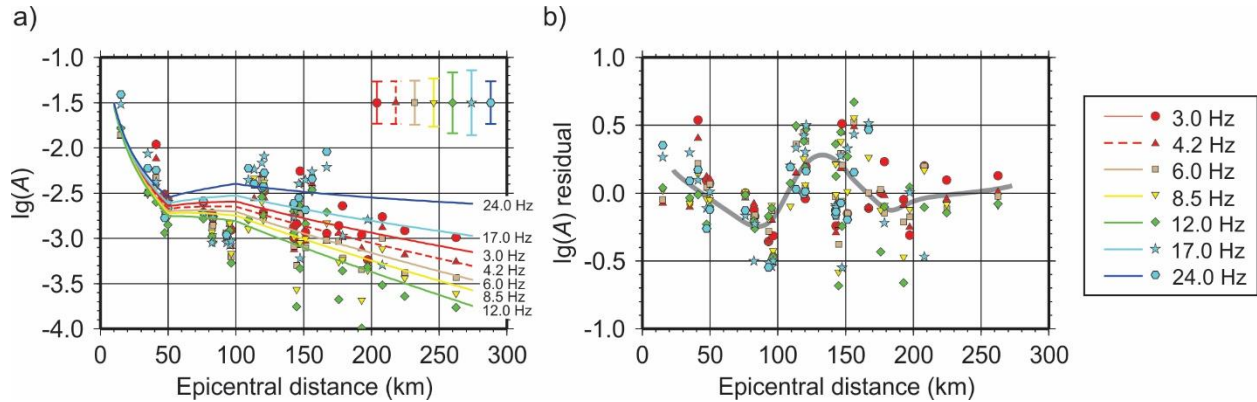 a)
lg(A)
-1.0
-1.5
-2.0
-2.5
-3.0
-3.5
-4.0
24.0 Hz
17.0 Hz
3.0 Hz
4.2 Hz
6.0 Hz
8.5 Hz
12.0 Hz
0 50 100 150 200 250 300
Epicentral distance (km)
b)
lg(A) residual
1.0
0.5
0.0
-0.5
-1.0
0 50 100 150 200 250 300
Epicentral distance (km)
3.0 Hz
4.2 Hz
6.0 Hz
8.5 Hz
12.0 Hz
17.0 Hz
24.0 Hz